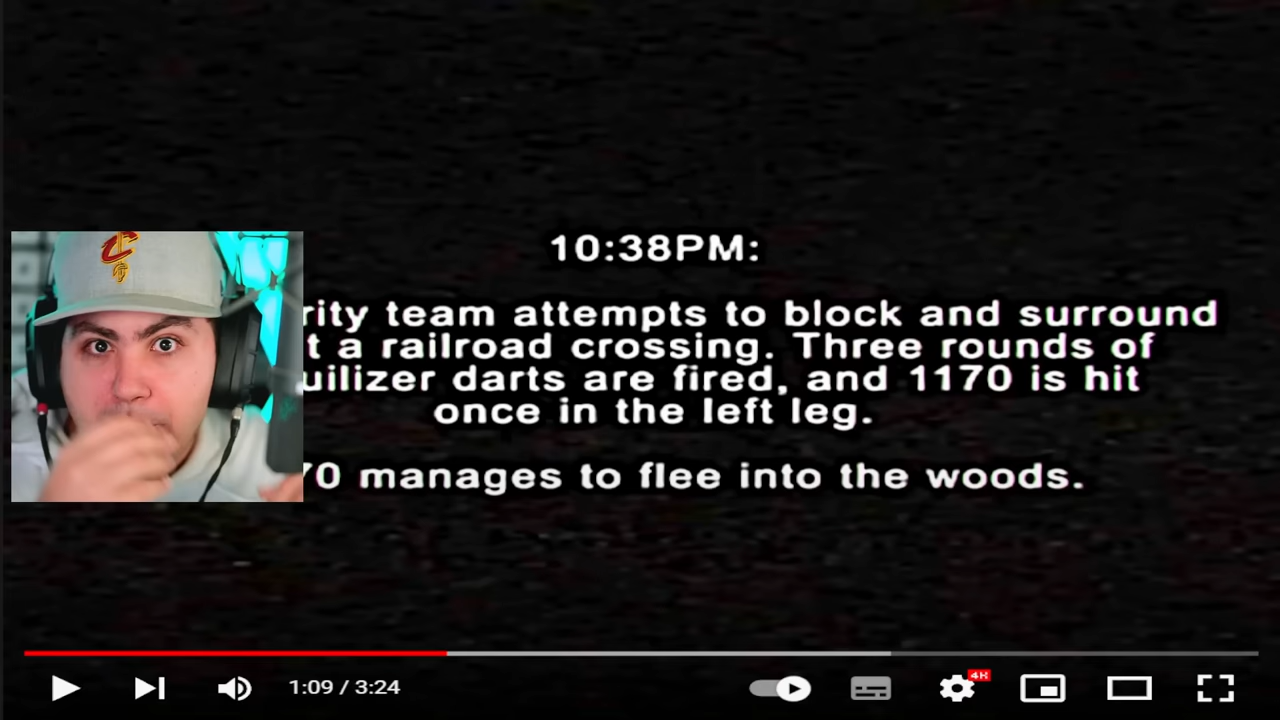 10:38PM:
rity team attempts to block and surround
t a railroad crossing. Three rounds of
uilizer darts are fired, and 1170 is hit
once in the left leg.
70 manages to flee into the woods.
1:09 / 3:24